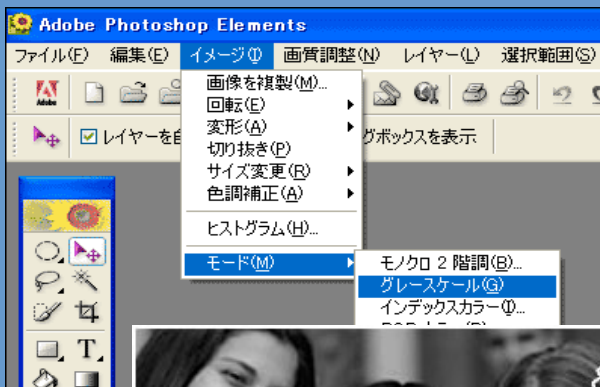 Adobe Photoshop Elements
ファイル(F) 編集(E) イメージ(I) 画質調整(N) レイヤー(L) 選択範囲(S)
Adobe
レイヤーを自
グボックスを表示
画像を複製(M)...
回転(E)
変形(A)
切り抜き(P)
サイズ変更(R)
色調補正(A)
ヒストグラム(H)...
モード(M)
モノクロ 2 階調(B)...
グレースケール(G)
インデックスカラー(I)...
T